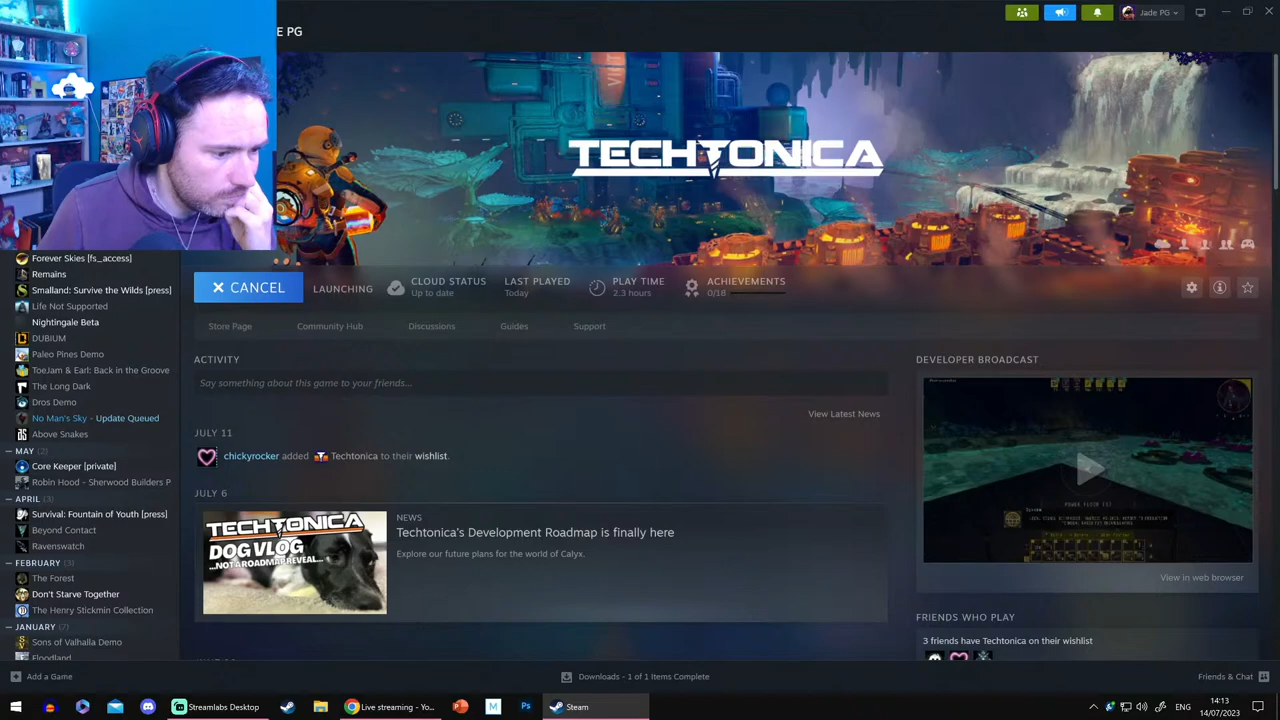 E PG
Jade PG
TECHTONICA
CANCEL
LAUNCHING
CLOUD STATUS
Up to date
LAST PLAYED
Today
PLAY TIME
2.3 hours
ACHIEVEMENTS
0/18
Store Page
Community Hub
Discussions
Guides
Support
Forever Skies [fs_access]
Remains
Smalland: Survive the Wilds [press]
Life Not Supported
Nightingale Beta
DUBIUM
Paleo Pines Demo
ToeJam & Earl: Back in the Groove
The Long Dark
Dros Demo
No Man's Sky - Update Queued
Above Snakes
MAY (2)
Core Keeper [private]
Robin Hood - Sherwood Builders P
APRIL (3)
Survival: Fountain of Youth [press]
Beyond Contact
Ravenswatch
FEBRUARY (3)
The Forest
Don't Starve Together
The Henry Stickmin Collection
JANUARY (7)
Sons of Valhalla Demo
Floodland
ACTIVITY
Say something about this game to your friends...
View Latest News
JULY 11
chickyrocker added Techtonica to their wishlist.
JULY 6
TECHTONICA
DOG VLOG
...NOT A ROADMAP REVEAL...
NEWS
Techtonica's Development Roadmap is finally here
Explore our future plans for the world of Calyx.
DEVELOPER BROADCAST
View in web browser
FRIENDS WHO PLAY
3 friends have Techtonica on their wishlist
Add a Game
Downloads - 1 of 1 Items Complete
Friends & Chat
Streamlabs Desktop
Live streaming - Yo...
Steam
ENG
14:13
14/07/2023